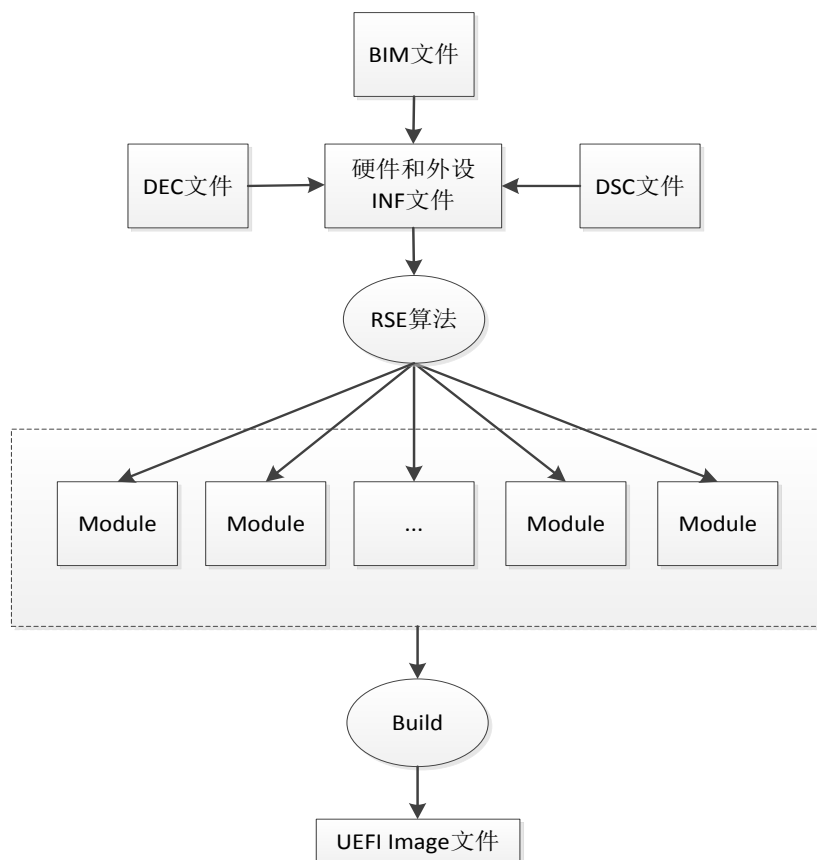 BIM文件
DEC文件
硬件和外设
INF文件
DSC文件
RSE算法
Module
Module
...
Module
Module
Build
UEFI Image文件